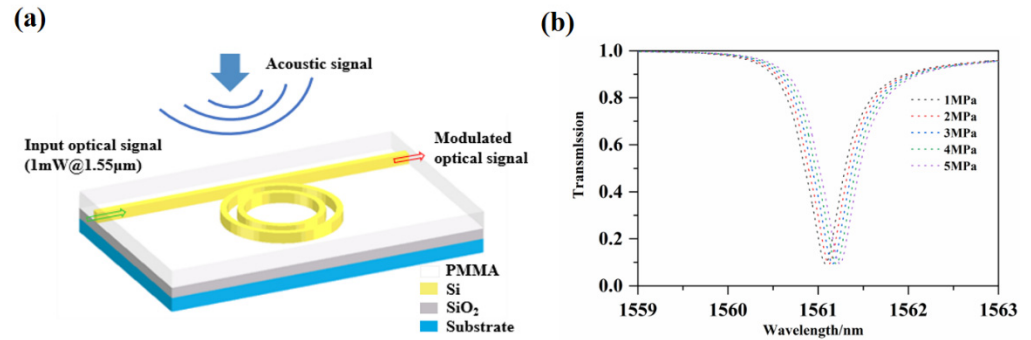 (a)
Acoustic signal
Input optical signal
(1mW@1.55μm)
Modulated
optical signal
PMMA
Si
SiO₂
Substrate
(b)
Transmission
1.0
0.8
0.6
0.4
0.2
0.0
1MPa
2MPa
3MPa
4MPa
5MPa
1559
1560
1561
1562
1563
Wavelength/nm